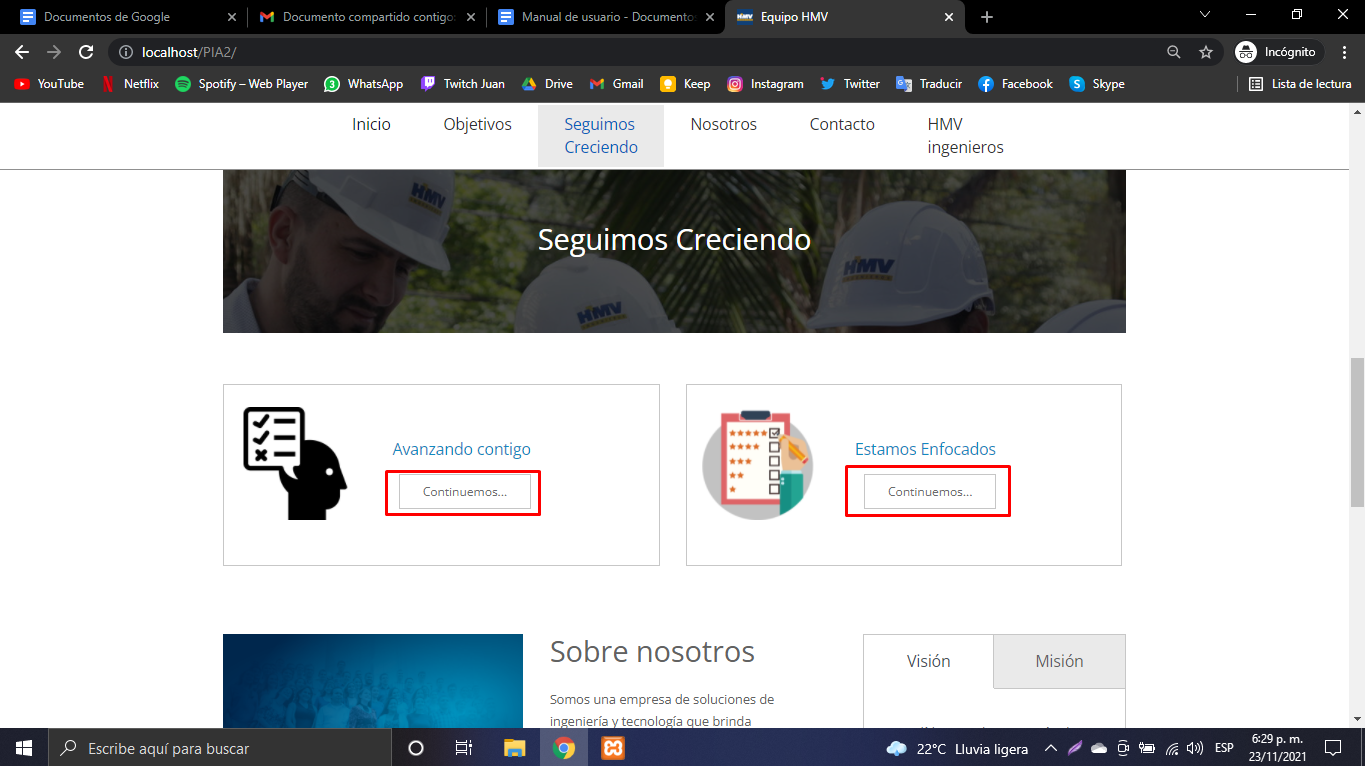 Documentos de Google
Documento compartido contigo:
Manual de usuario - Documentos
Equipo HMV
localhost/PIA2/
Incógnito
YouTube
Netflix
Spotify – Web Player
3
WhatsApp
Twitch Juan
Drive
Gmail
Keep
Instagram
Twitter
Traducir
Facebook
Skype
Lista de lectura
Inicio
Objetivos
Seguimos
Creciendo
Nosotros
Contacto
HMV
ingenieros
HMV
INGENIEROS
HMV
HMV
Seguimos Creciendo
Avanzando contigo
Continuemos...
Estamos Enfocados
Continuemos...
Sobre nosotros
Somos una empresa de soluciones de
ingeniería y tecnología que brinda
Visión
Misión
Escribe aquí para buscar
22°C Lluvia ligera
ESP
6:29 p. m.
23/11/2021